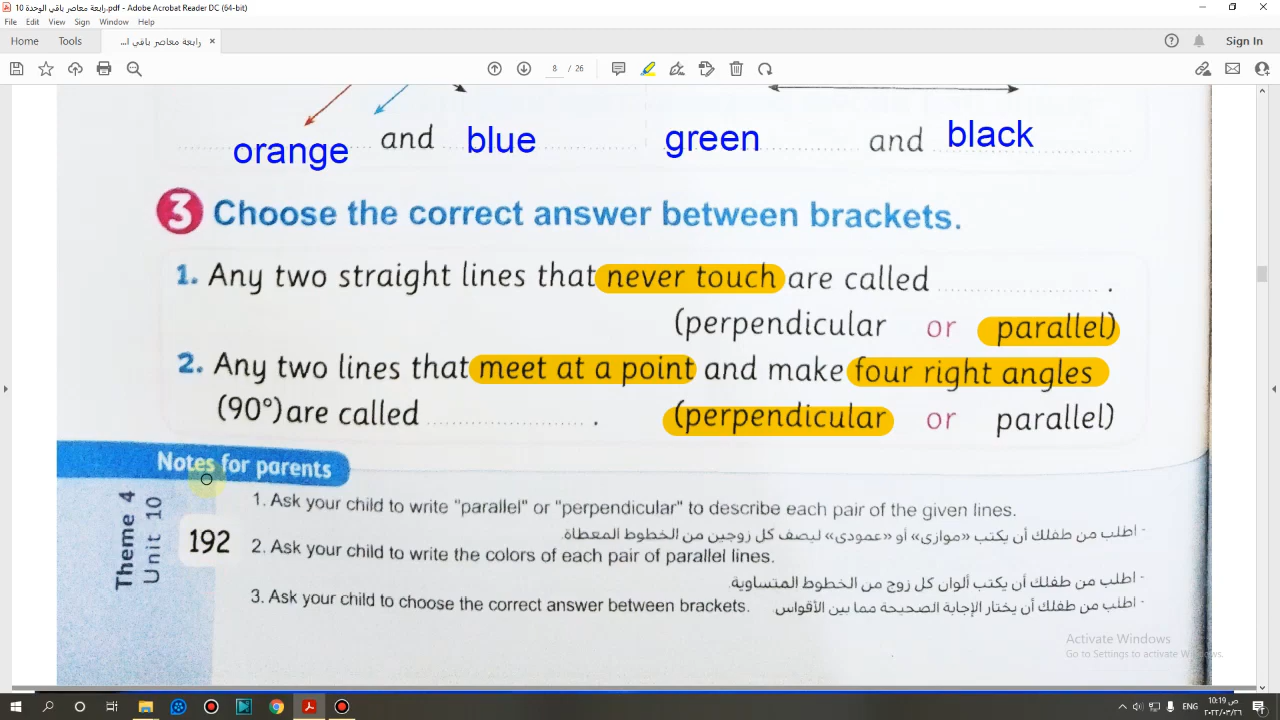 رابعة معاصر باقي الوحدة 10.pdf - Adobe Acrobat Reader DC (64-bit)
File Edit View Sign Window Help
Home Tools رابعة معاصر باقي ا... × Sign In
8 / 26
orange and blue green and black
3 Choose the correct answer between brackets.
1. Any two straight lines that never touch are called .
(perpendicular or parallel)
2. Any two lines that meet at a point and make four right angles
(90°) are called . (perpendicular or parallel)
Notes for parents
Theme 4
Unit 10
192
1. Ask your child to write "parallel" or "perpendicular" to describe each pair of the given lines.
- اطلب من طفلك أن يكتب «موازى» أو «عمودى» ليصف كل زوجين من الخطوط المعطاة.
2. Ask your child to write the colors of each pair of parallel lines.
- اطلب من طفلك أن يكتب ألوان كل زوج من الخطوط المتساوية.
3. Ask your child to choose the correct answer between brackets.
- اطلب من طفلك أن يختار الإجابة الصحيحة مما بين الأقواس
Activate Windows
Go to Settings to activate Windows.
ENG
10:19 ص
٢٠٢٢/٠٣/٢٦